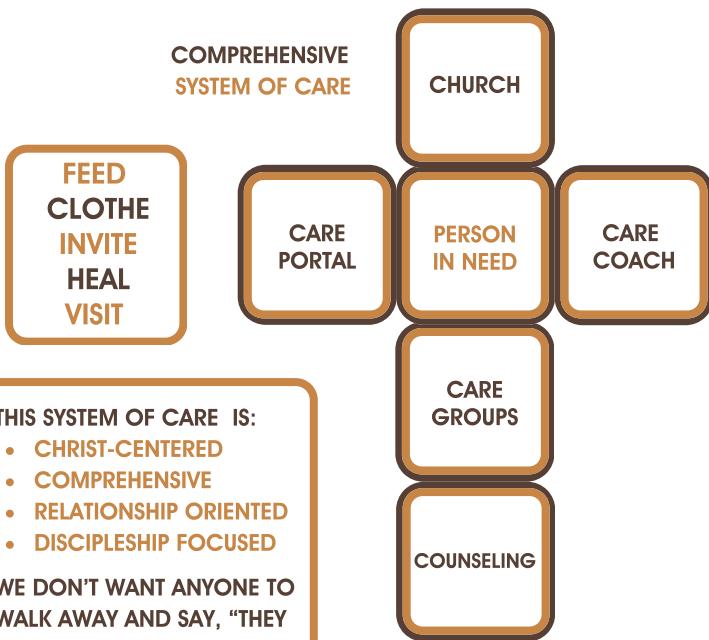 COMPREHENSIVE
SYSTEM OF CARE
CHURCH
FEED
CLOTHE
INVITE
HEAL
VISIT
CARE
PORTAL
PERSON
IN NEED
CARE
COACH
CARE
GROUPS
COUNSELING
THIS SYSTEM OF CARE IS:
• CHRIST-CENTERED
• COMPREHENSIVE
• RELATIONSHIP ORIENTED
• DISCIPLESHIP FOCUSED
WE DON'T WANT ANYONE TO
WALK AWAY AND SAY, “THEY